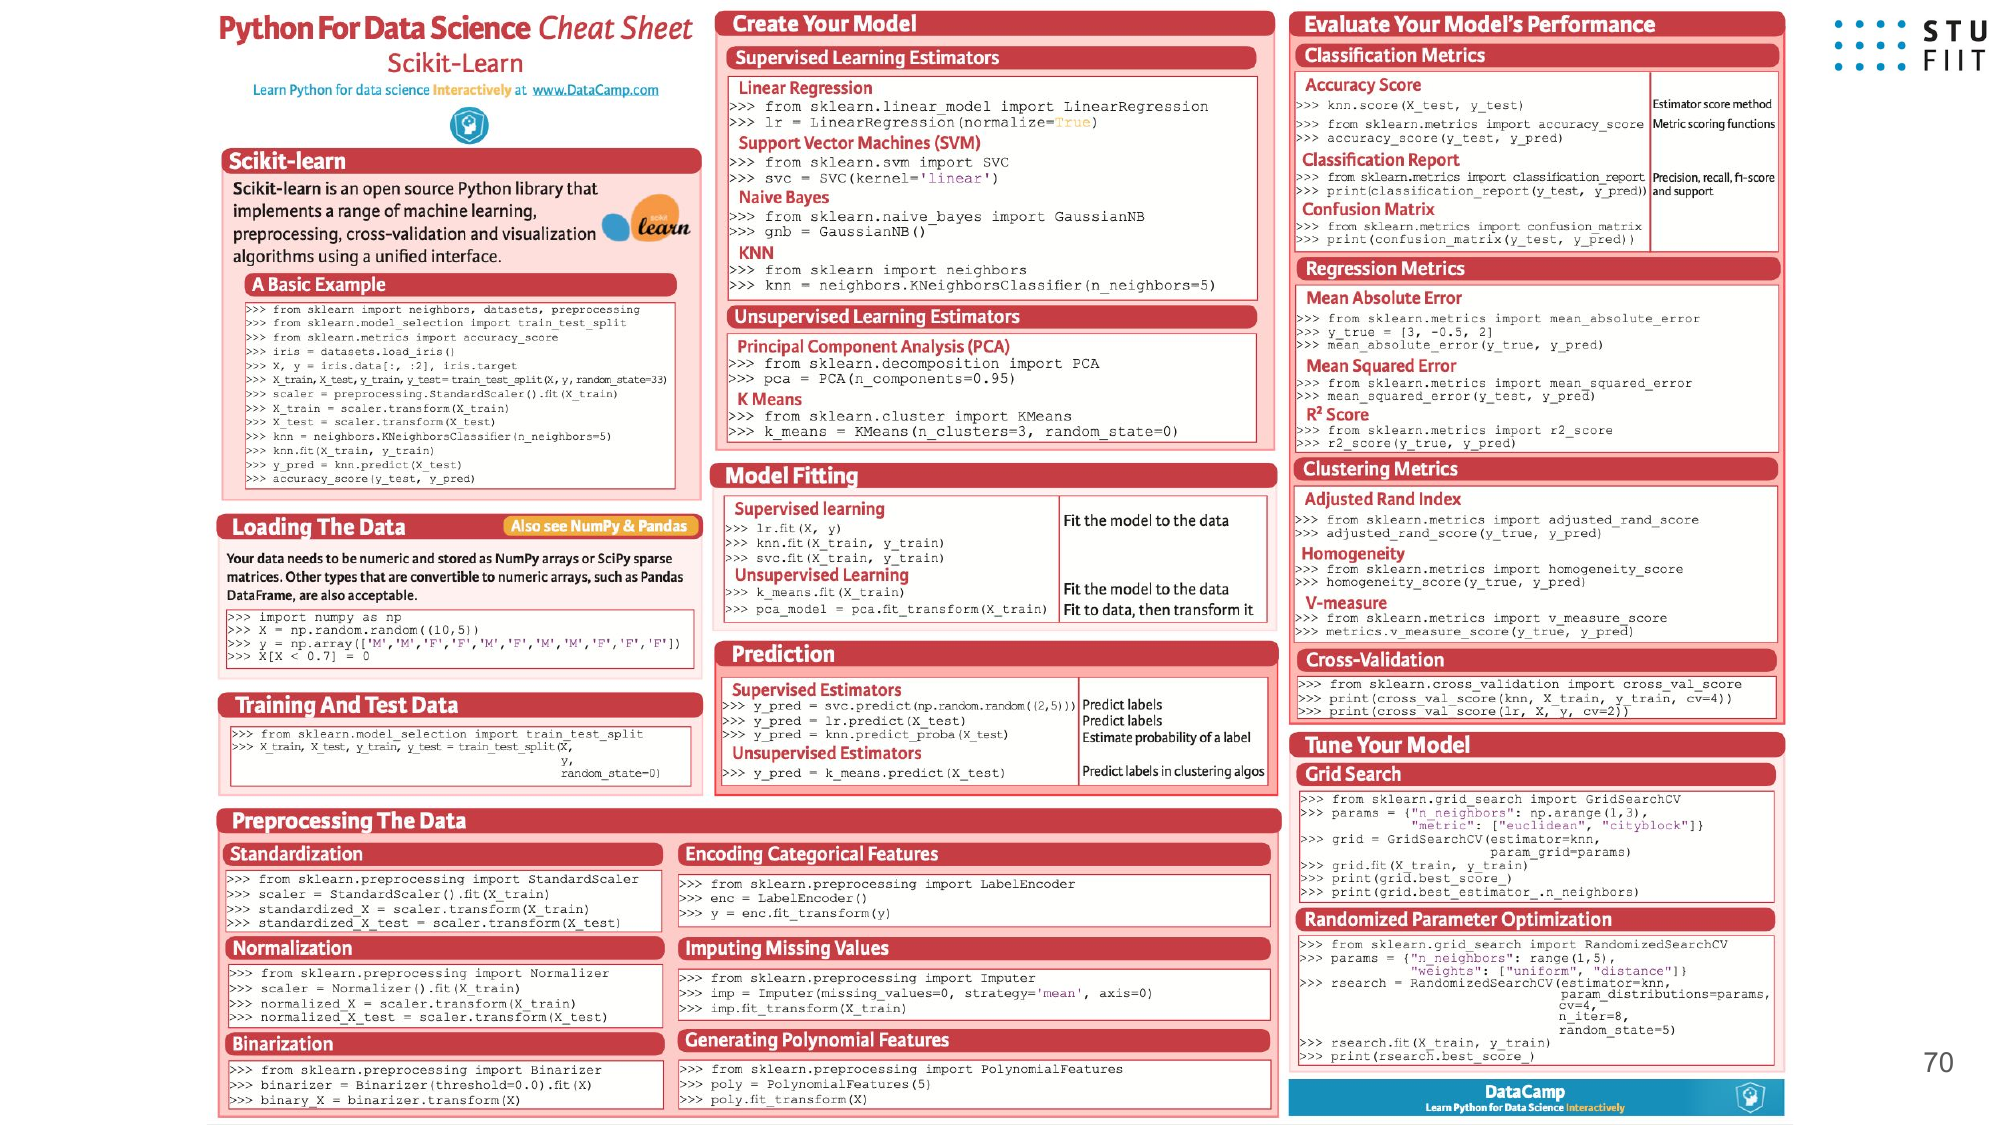 Python For Data Science Cheat Sheet
Scikit-Learn
Learn Python for data science Interactively at www.DataCamp.com
Scikit-learn
Scikit-learn is an open source Python library that
implements a range of machine learning,
preprocessing, cross-validation and visualization
algorithms using a unified interface.
scikit
learn
A Basic Example
>>> from sklearn import neighbors, datasets, preprocessing
>>> from sklearn.model_selection import train_test_split
>>> from sklearn.metrics import accuracy_score
>>> iris = datasets.load_iris()
>>> X, y = iris.data[:, :2], iris.target
>>> X_train, X_test, y_train, y_test= train_test_split(X, y, random_state=33)
>>> scaler = preprocessing.StandardScaler().fit(X_train)
>>> X_train = scaler.transform(X_train)
>>> X_test = scaler.transform(X_test)
>>> knn = neighbors.KNeighborsClassifier(n_neighbors=5)
>>> knn.fit(X_train, y_train)
>>> y_pred = knn.predict(X_test)
>>> accuracy_score(y_test, y_pred)
Loading The Data
Also see NumPy & Pandas
Your data needs to be numeric and stored as NumPy arrays or SciPy sparse
matrices. Other types that are convertible to numeric arrays, such as Pandas
DataFrame, are also acceptable.
>>> import numpy as np
>>> X = np.random.random((10,5))
>>> y = np.array(['M','M','F','F','M','F','M','M','F','F','F'])
>>> X[X < 0.7] = 0
Training And Test Data
>>> from sklearn.model_selection import train_test_split
>>> X_train, X_test, y_train, y_test = train_test_split(X,
y,
random_state=0)
Create Your Model
Supervised Learning Estimators
Linear Regression
>>> from sklearn.linear_model import LinearRegression
>>> lr = LinearRegression(normalize=True)
Support Vector Machines (SVM)
>>> from sklearn.svm import SVC
>>> svc = SVC(kernel='linear')
Naive Bayes
>>> from sklearn.naive_bayes import GaussianNB
>>> gnb = GaussianNB()
KNN
>>> from sklearn import neighbors
>>> knn = neighbors.KNeighborsClassifier(n_neighbors=5)
Unsupervised Learning Estimators
Principal Component Analysis (PCA)
>>> from sklearn.decomposition import PCA
>>> pca = PCA(n_components=0.95)
K Means
>>> from sklearn.cluster import KMeans
>>> k_means = KMeans(n_clusters=3, random_state=0)
Model Fitting
Supervised learning
>>> lr.fit(X, y)
Fit the model to the data
>>> knn.fit(X_train, y_train)
>>> svc.fit(X_train, y_train)
Unsupervised Learning
>>> k_means.fit(X_train)
Fit the model to the data
>>> pca_model = pca.fit_transform(X_train)
Fit to data, then transform it
Prediction
Supervised Estimators
>>> y_pred = svc.predict(np.random.random((2,5)))
Predict labels
>>> y_pred = lr.predict(X_test)
Predict labels
>>> y_pred = knn.predict_proba(X_test)
Estimate probability of a label
Unsupervised Estimators
>>> y_pred = k_means.predict(X_test)
Predict labels in clustering algos
Preprocessing The Data
Standardization
>>> from sklearn.preprocessing import StandardScaler
>>> scaler = StandardScaler().fit(X_train)
>>> standardized_X = scaler.transform(X_train)
>>> standardized_X_test = scaler.transform(X_test)
Normalization
>>> from sklearn.preprocessing import Normalizer
>>> scaler = Normalizer().fit(X_train)
>>> normalized_X = scaler.transform(X_train)
>>> normalized_X_test = scaler.transform(X_test)
Binarization
>>> from sklearn.preprocessing import Binarizer
>>> binarizer = Binarizer(threshold=0.0).fit(X)
>>> binary_X = binarizer.transform(X)
Encoding Categorical Features
>>> from sklearn.preprocessing import LabelEncoder
>>> enc = LabelEncoder()
>>> y = enc.fit_transform(y)
Imputing Missing Values
>>> from sklearn.preprocessing import Imputer
>>> imp = Imputer(missing_values=0, strategy='mean', axis=0)
>>> imp.fit_transform(X_train)
Generating Polynomial Features
>>> from sklearn.preprocessing import PolynomialFeatures
>>> poly = PolynomialFeatures(5)
>>> poly.fit_transform(X)
Evaluate Your Model's Performance
Classification Metrics
Accuracy Score
>>> knn.score(X_test, y_test)
Estimator score method
>>> from sklearn.metrics import accuracy_score
Metric scoring functions
>>> accuracy_score(y_test, y_pred)
Classification Report
>>> from sklearn.metrics import classification_report
Precision, recall, f1-score
>>> print(classification_report(y_test, y_pred))
and support
Confusion Matrix
>>> from sklearn.metrics import confusion_matrix
>>> print(confusion_matrix(y_test, y_pred))
Regression Metrics
Mean Absolute Error
>>> from sklearn.metrics import mean_absolute_error
>>> y_true = [3, -0.5, 2]
>>> mean_absolute_error(y_true, y_pred)
Mean Squared Error
>>> from sklearn.metrics import mean_squared_error
>>> mean_squared_error(y_test, y_pred)
R² Score
>>> from sklearn.metrics import r2_score
>>> r2_score(y_true, y_pred)
Clustering Metrics
Adjusted Rand Index
>>> from sklearn.metrics import adjusted_rand_score
>>> adjusted_rand_score(y_true, y_pred)
Homogeneity
>>> from sklearn.metrics import homogeneity_score
>>> homogeneity_score(y_true, y_pred)
V-measure
>>> from sklearn.metrics import v_measure_score
>>> metrics.v_measure_score(y_true, y_pred)
Cross-Validation
>>> from sklearn.cross_validation import cross_val_score
>>> print(cross_val_score(knn, X_train, y_train, cv=4))
>>> print(cross_val_score(lr, X, y, cv=2))
Tune Your Model
Grid Search
>>> from sklearn.grid_search import GridSearchCV
>>> params = {"n_neighbors": np.arange(1,3),
"metric": ["euclidean", "cityblock"]}
>>> grid = GridSearchCV(estimator=knn,
param_grid=params)
>>> grid.fit(X_train, y_train)
>>> print(grid.best_score_)
>>> print(grid.best_estimator_.n_neighbors)
Randomized Parameter Optimization
>>> from sklearn.grid_search import RandomizedSearchCV
>>> params = {"n_neighbors": range(1,5),
"weights": ["uniform", "distance"]}
>>> rsearch = RandomizedSearchCV(estimator=knn,
param_distributions=params,
cv=4,
n_iter=8,
random_state=5)
>>> rsearch.fit(X_train, y_train)
>>> print(rsearch.best_score_)
DataCamp
Learn Python for Data Science Interactively
STU
FIIT
70